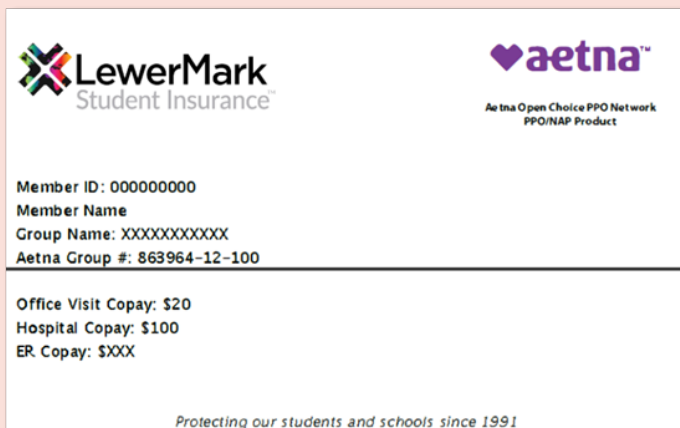 LewerMark
Student Insurance™
aetna™
Aetna Open Choice PPO Network
PPO/NAP Product
Member ID: 000000000
Member Name
Group Name: XXXXXXXXXXX
Aetna Group #: 863964-12-100
Office Visit Copay: $20
Hospital Copay: $100
ER Copay: $XXX
Protecting our students and schools since 1991